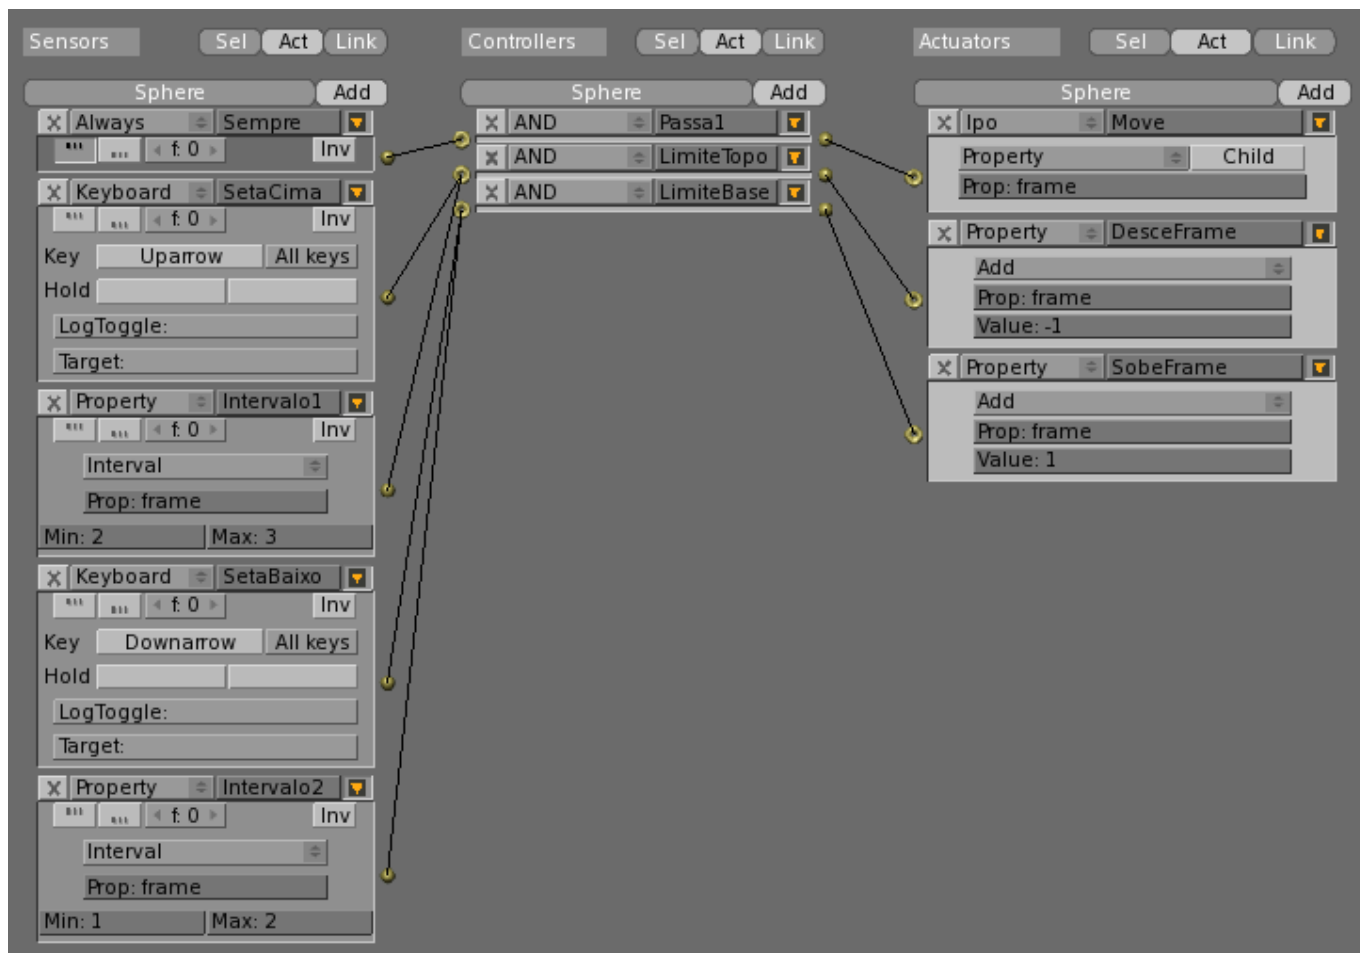 Sensors Sel Act Link
Sphere Add
Always Sempre
f: 0 Inv
Keyboard SetaCima
f: 0 Inv
Key Uparrow All keys
Hold
LogToggle:
Target:
Property Intervalo1
f: 0 Inv
Interval
Prop: frame
Min: 2 Max: 3
Keyboard SetaBaixo
f: 0 Inv
Key Downarrow All keys
Hold
LogToggle:
Target:
Property Intervalo2
f: 0 Inv
Interval
Prop: frame
Min: 1 Max: 2
Controllers Sel Act Link
Sphere Add
AND Passa1
AND LimiteTopo
AND LimiteBase
Actuators Sel Act Link
Sphere Add
Ipo Move
Property Child
Prop: frame
Property DesceFrame
Add
Prop: frame
Value: -1
Property SobeFrame
Add
Prop: frame
Value: 1